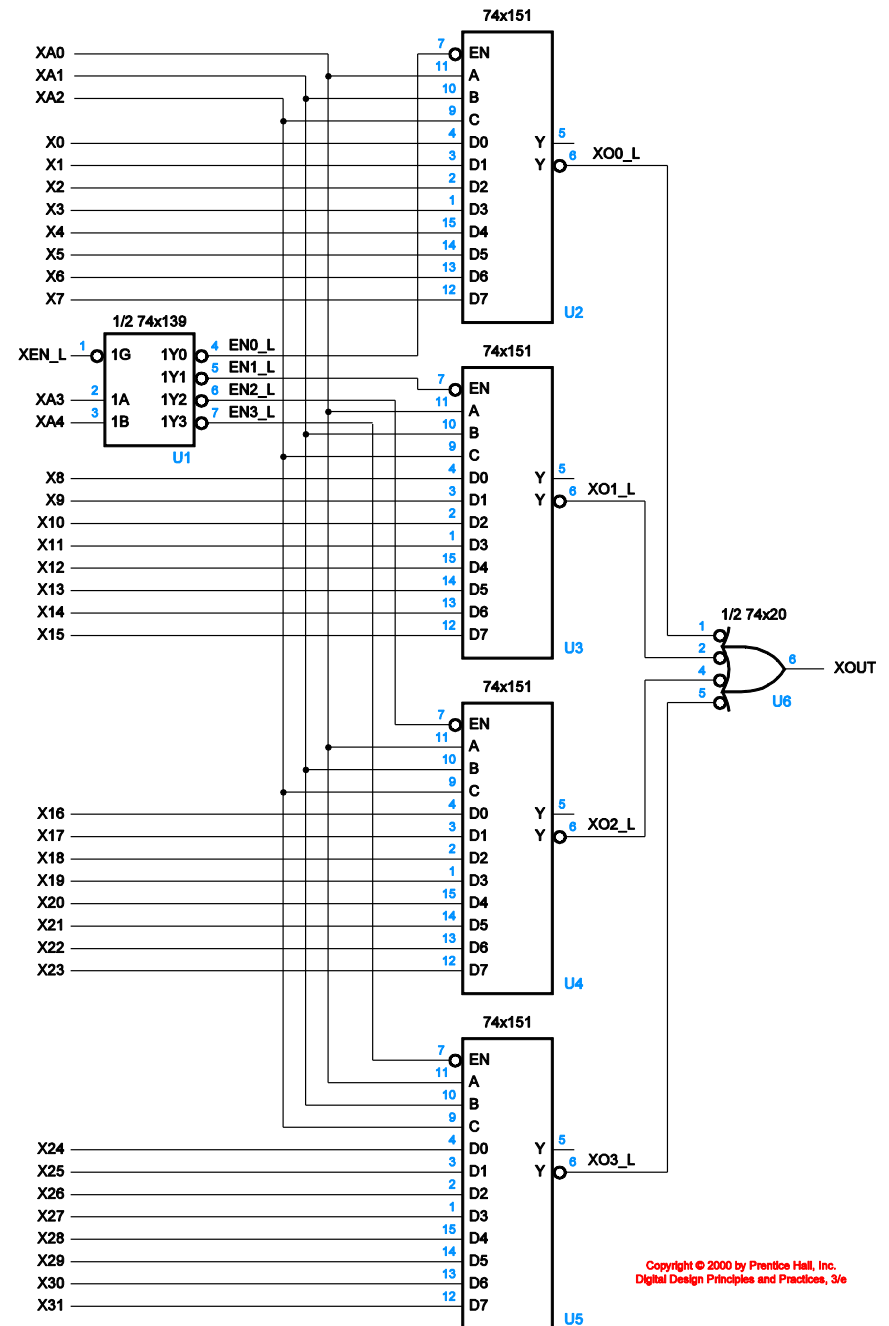 74x151
XA0
XA1
XA2
X0
X1
X2
X3
X4
X5
X6
X7
7 EN
11 A
10 B
9 C
4 D0
3 D1
2 D2
1 D3
15 D4
14 D5
13 D6
12 D7
Y 5
Y 6 XO0_L
U2
1/2 74x139
XEN_L 1 1G 1Y0 4 EN0_L
1Y1 5 EN1_L
XA3 2 1A 1Y2 6 EN2_L
XA4 3 1B 1Y3 7 EN3_L
U1
74x151
X8
X9
X10
X11
X12
X13
X14
X15
7 EN
11 A
10 B
9 C
4 D0
3 D1
2 D2
1 D3
15 D4
14 D5
13 D6
12 D7
Y 5
Y 6 XO1_L
U3
1/2 74x20
1
2
4
5
6 XOUT
U6
74x151
X16
X17
X18
X19
X20
X21
X22
X23
7 EN
11 A
10 B
9 C
4 D0
3 D1
2 D2
1 D3
15 D4
14 D5
13 D6
12 D7
Y 5
Y 6 XO2_L
U4
74x151
X24
X25
X26
X27
X28
X29
X30
X31
7 EN
11 A
10 B
9 C
4 D0
3 D1
2 D2
1 D3
15 D4
14 D5
13 D6
12 D7
Y 5
Y 6 XO3_L
U5
Copyright © 2000 by Prentice Hall, Inc.
Digital Design Principles and Practices, 3/e